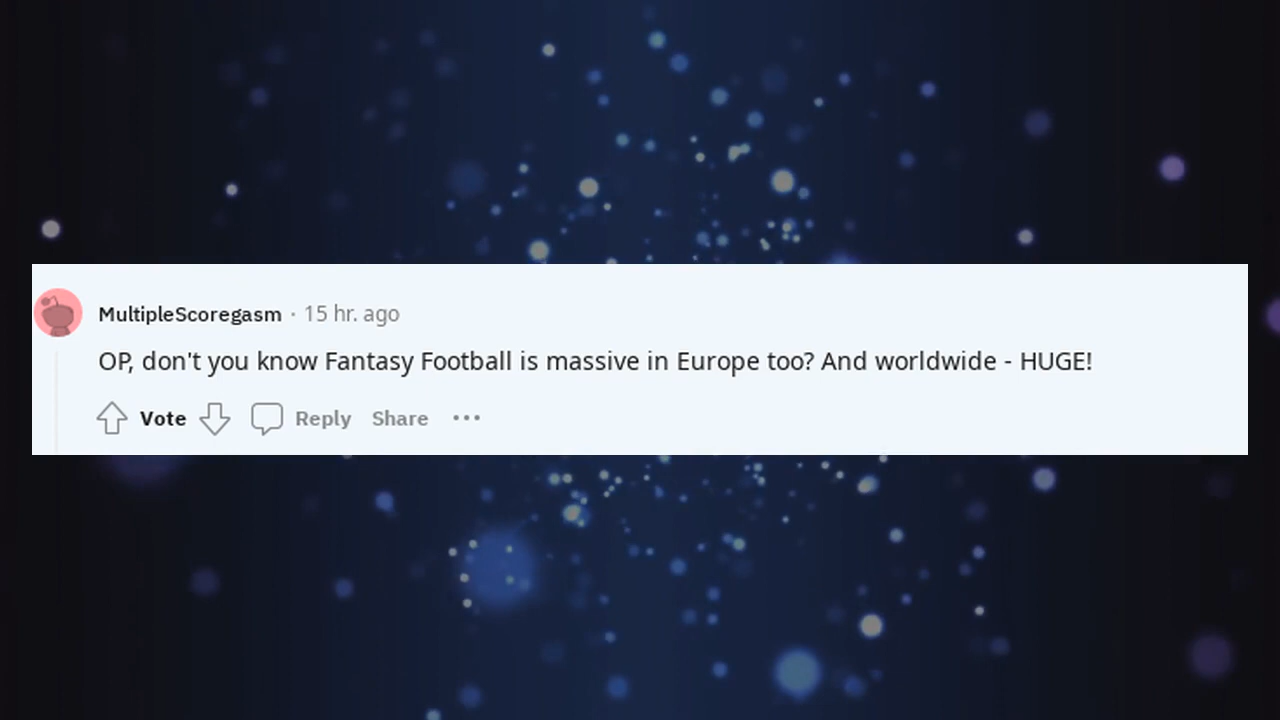 MultipleScoregasm · 15 hr. ago
OP, don't you know Fantasy Football is massive in Europe too? And worldwide - HUGE!
Vote Reply Share •••